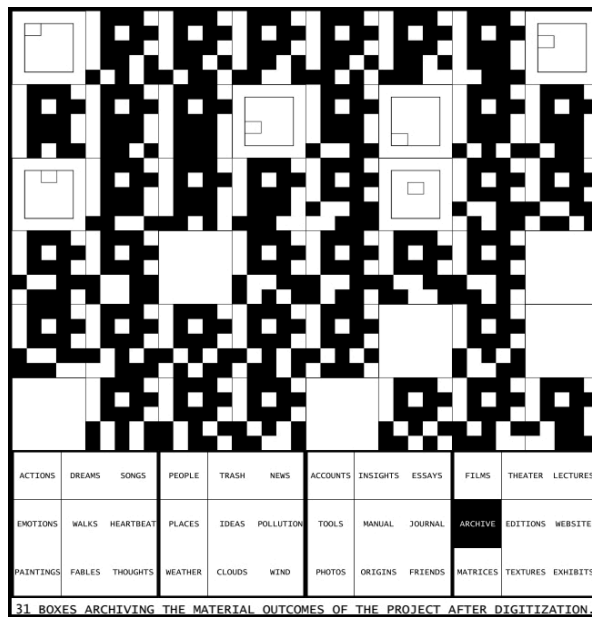 ACTIONS DREAMS SONGS PEOPLE TRASH NEWS ACCOUNTS INSIGHTS ESSAYS FILMS THEATER LECTURES
EMOTIONS WALKS HEARTBEAT PLACES IDEAS POLLUTION TOOLS MANUAL JOURNAL ARCHIVE EDITIONS WEBSITE
PAINTINGS FABLES THOUGHTS WEATHER CLOUDS WIND PHOTOS ORIGINS FRIENDS MATRICES TEXTURES EXHIBITS
31 BOXES ARCHIVING THE MATERIAL OUTCOMES OF THE PROJECT AFTER DIGITIZATION.